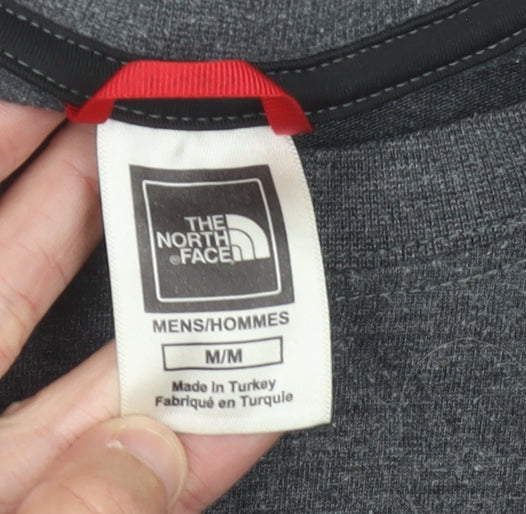 THE
NORTH
®FACE
MENS/HOMMES
M/M
Made In Turkey
Fabriqué en Turquie